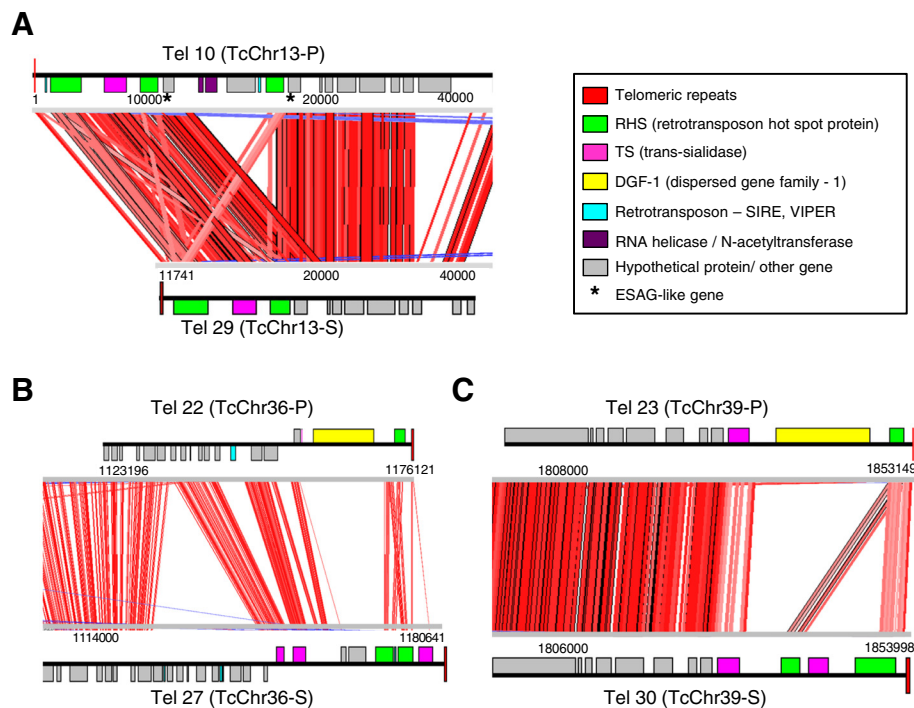 A
Tel 10 (TcChr13-P)
1 10000 20000 40000
* *
11741 20000 40000
Tel 29 (TcChr13-S)
Telomeric repeats
RHS (retrotransposon hot spot protein)
TS (trans-sialidase)
DGF-1 (dispersed gene family - 1)
Retrotransposon – SIRE, VIPER
RNA helicase / N-acetyltransferase
Hypothetical protein/ other gene
* ESAG-like gene
B
Tel 22 (TcChr36-P)
1123196 1176121
1114000 1180641
Tel 27 (TcChr36-S)
C
Tel 23 (TcChr39-P)
1808000 1853149
1806000 1853998
Tel 30 (TcChr39-S)